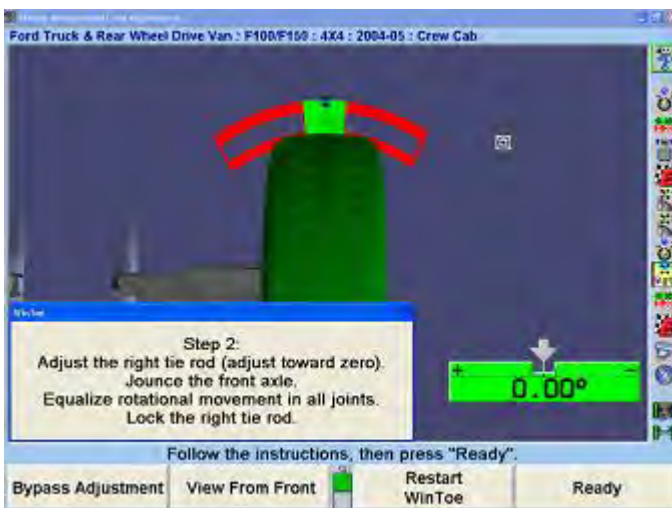 Ford Truck & Rear Wheel Drive Van : F100/F150 : 4X4 : 2004-05 : Crew Cab
WinToe
Step 2:
Adjust the right tie rod (adjust toward zero).
Jounce the front axle.
Equalize rotational movement in all joints.
Lock the right tie rod.
+ -
0.00°
Follow the instructions, then press "Ready".
Bypass Adjustment
View From Front
Restart
WinToe
Ready